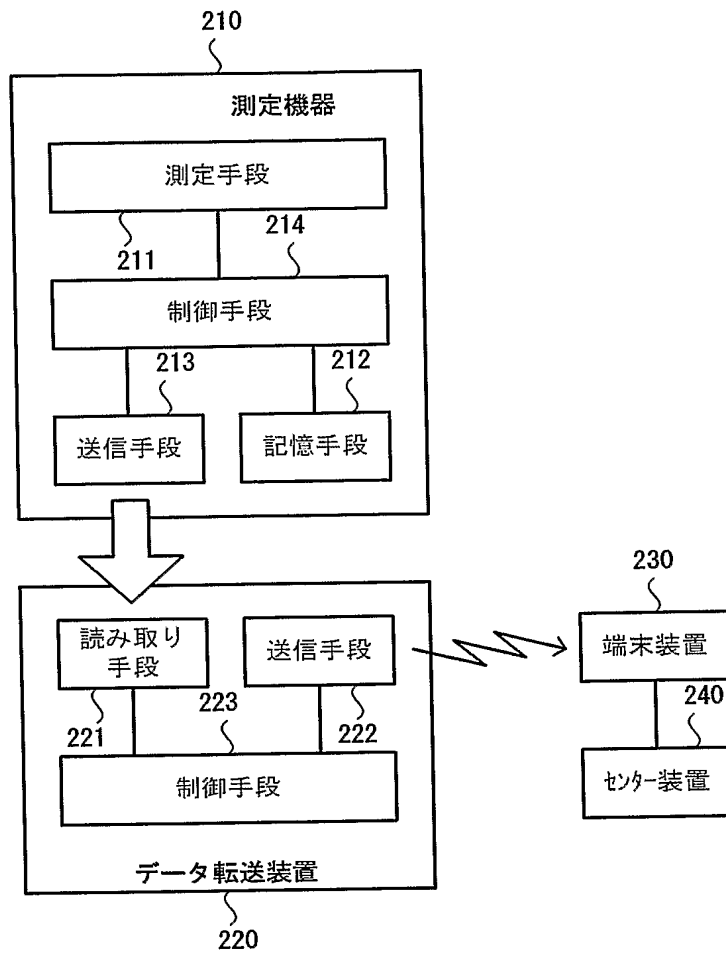 210
測定機器
測定手段
211
214
制御手段
213
212
送信手段
記憶手段
230
読み取り
手段
送信手段
端末装置
221
223
222
240
制御手段
センター装置
データ転送装置
220